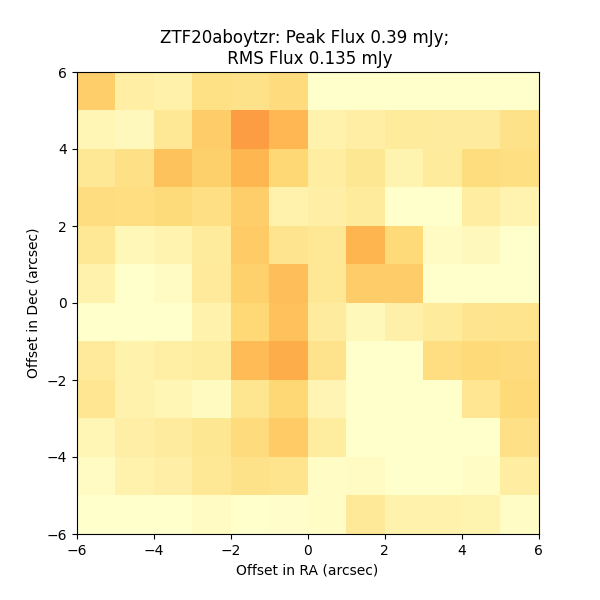 ZTF20aboytzr: Peak Flux 0.39 mJy;
RMS Flux 0.135 mJy
6
4
2
0
−2
−4
−6
Offset in Dec (arcsec)
−6 −4 −2 0 2 4 6
Offset in RA (arcsec)